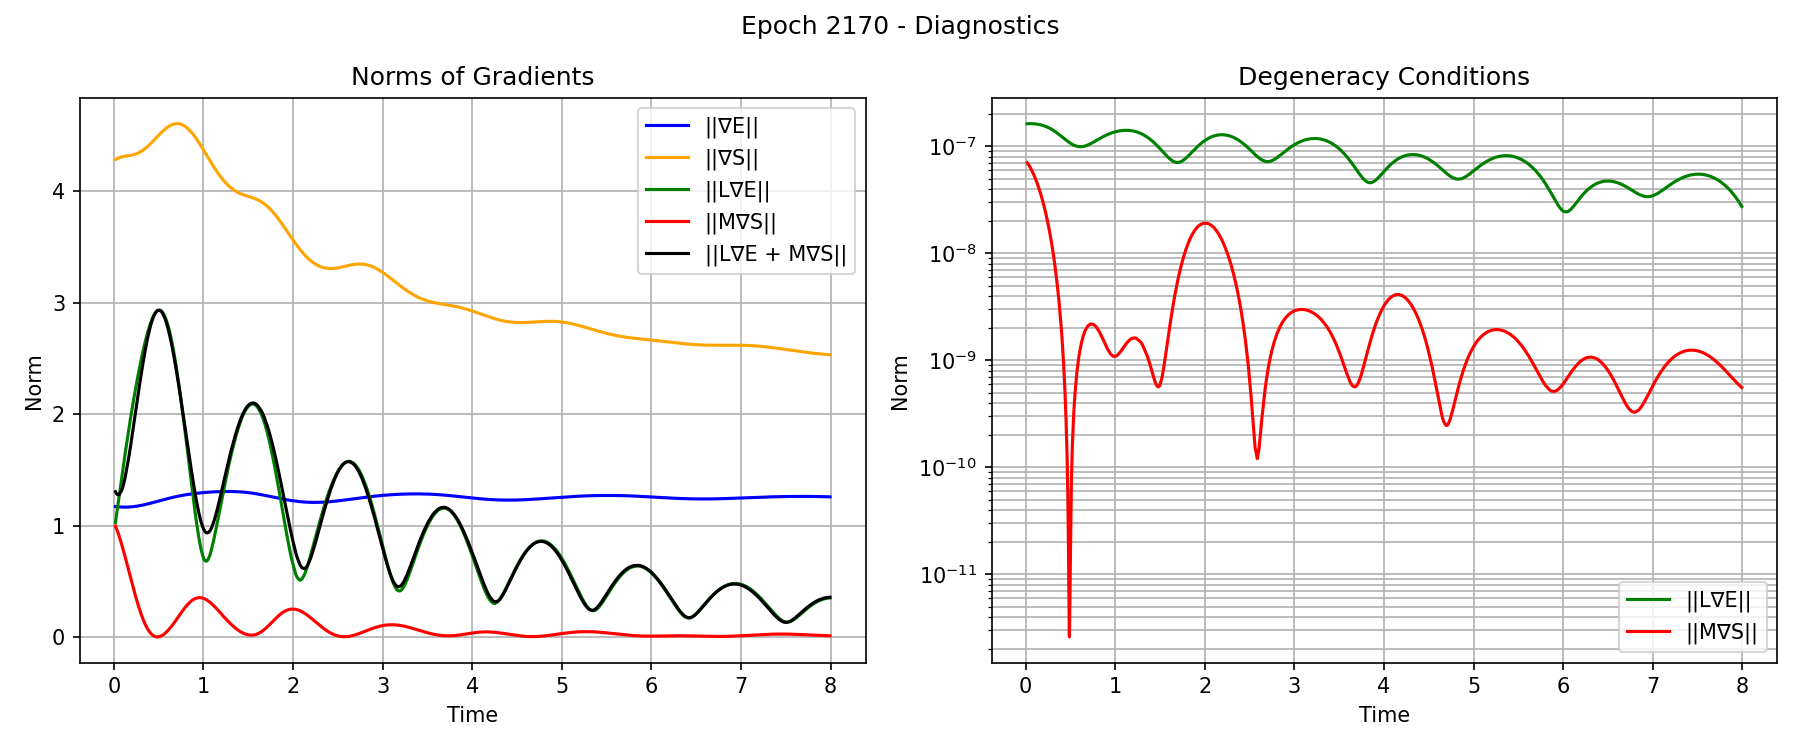 Epoch 2170 - Diagnostics
Norms of Gradients
Norm
4
3
2
1
0
0 1 2 3 4 5 6 7 8
Time
||∇E||
||∇S||
||L∇E||
||M∇S||
||L∇E + M∇S||
Degeneracy Conditions
Norm
10⁻⁷
10⁻⁸
10⁻⁹
10⁻¹⁰
10⁻¹¹
0 1 2 3 4 5 6 7 8
Time
||L∇E||
||M∇S||